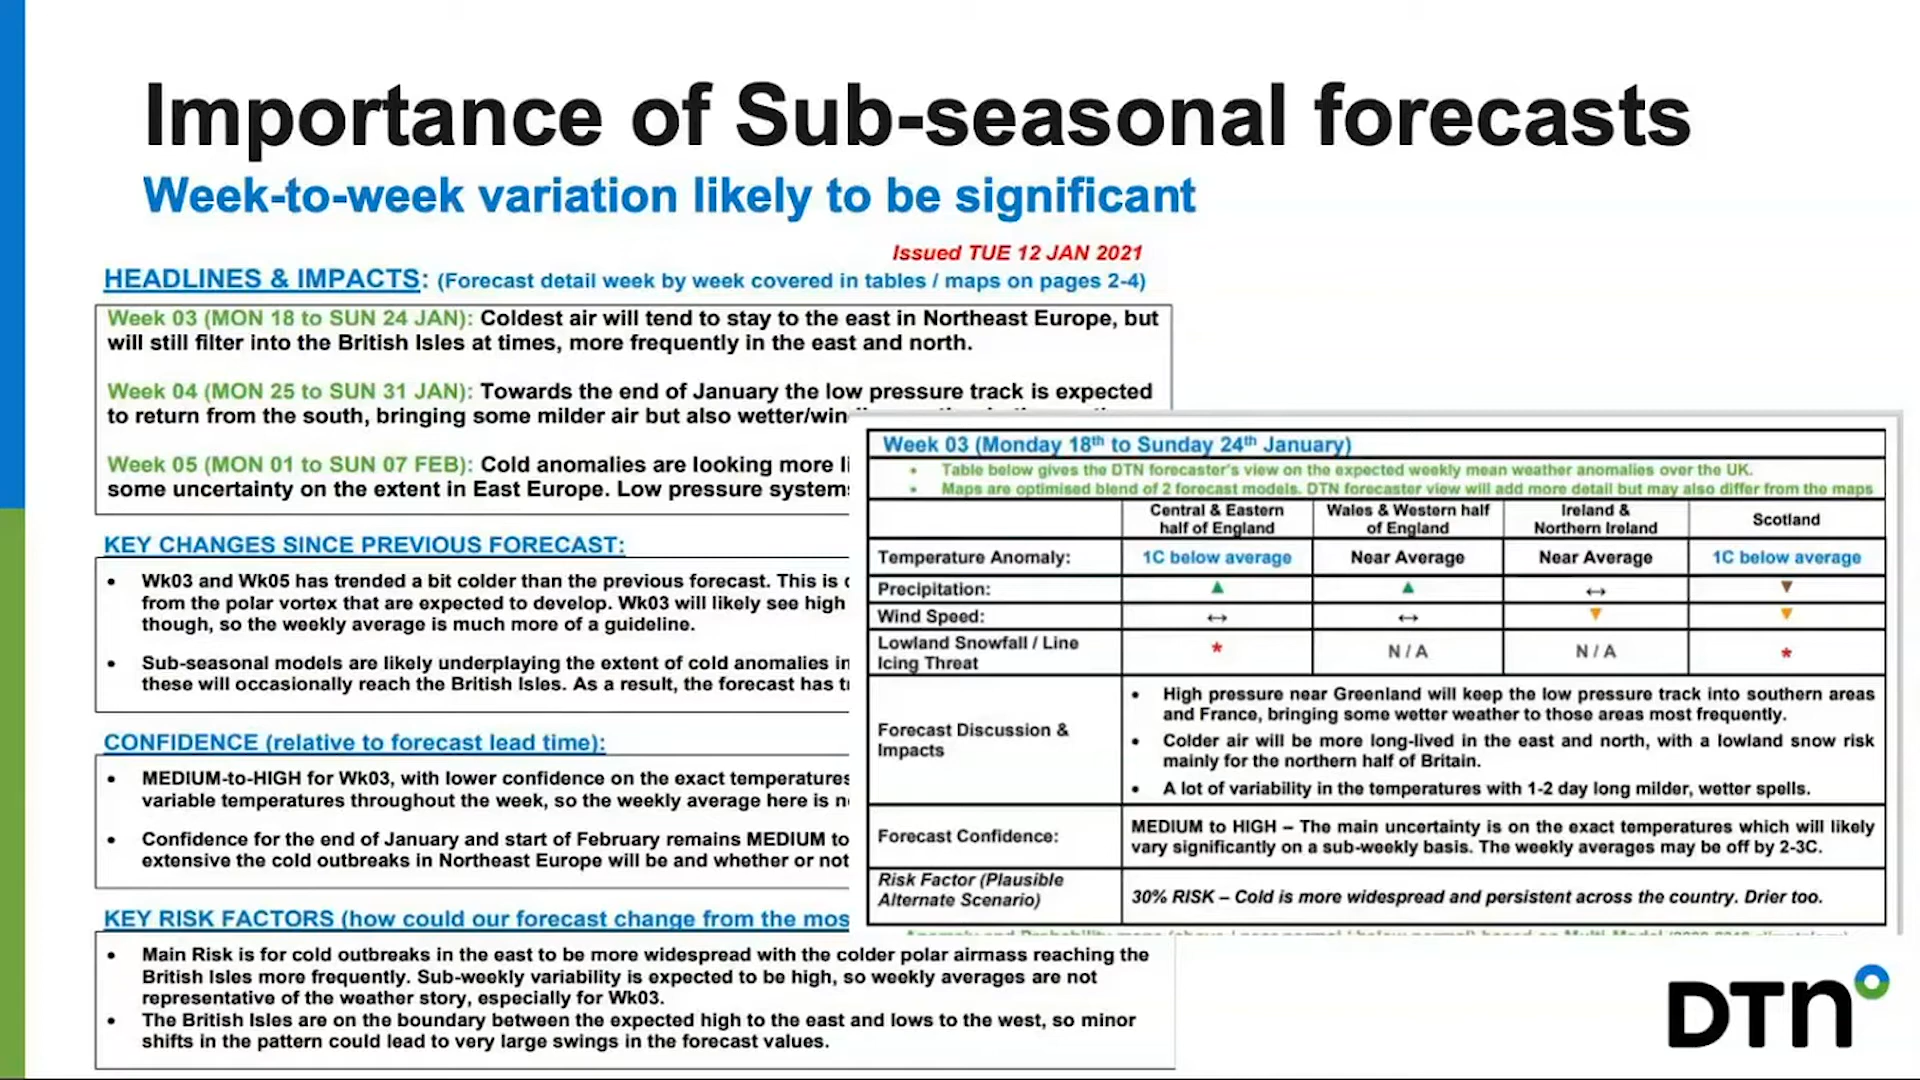 Importance of Sub-seasonal forecasts
Week-to-week variation likely to be significant
Issued TUE 12 JAN 2021
HEADLINES & IMPACTS: (Forecast detail week by week covered in tables / maps on pages 2-4)
Week 03 (MON 18 to SUN 24 JAN): Coldest air will tend to stay to the east in Northeast Europe, but
will still filter into the British Isles at times, more frequently in the east and north.
Week 04 (MON 25 to SUN 31 JAN): Towards the end of January the low pressure track is expected
to return from the south, bringing some milder air but also wetter/win
Week 05 (MON 01 to SUN 07 FEB): Cold anomalies are looking more li
some uncertainty on the extent in East Europe. Low pressure systems
KEY CHANGES SINCE PREVIOUS FORECAST:
• Wk03 and Wk05 has trended a bit colder than the previous forecast. This is
from the polar vortex that are expected to develop. Wk03 will likely see high
though, so the weekly average is much more of a guideline.
• Sub-seasonal models are likely underplaying the extent of cold anomalies in
these will occasionally reach the British Isles. As a result, the forecast has
CONFIDENCE (relative to forecast lead time):
• MEDIUM-to-HIGH for Wk03, with lower confidence on the exact temperatures
variable temperatures throughout the week, so the weekly average here is
• Confidence for the end of January and start of February remains MEDIUM to
extensive the cold outbreaks in Northeast Europe will be and whether or not
KEY RISK FACTORS (how could our forecast change from the mos
• Main Risk is for cold outbreaks in the east to be more widespread with the colder polar airmass reaching the
British Isles more frequently. Sub-weekly variability is expected to be high, so weekly averages are not
representative of the weather story, especially for Wk03.
• The British Isles are on the boundary between the expected high to the east and lows to the west, so minor
shifts in the pattern could lead to very large swings in the forecast values.
Week 03 (Monday 18th to Sunday 24th January)
• Table below gives the DTN forecaster's view on the expected weekly mean weather anomalies over the UK.
• Maps are optimised blend of 2 forecast models. DTN forecaster view will add more detail but may also differ from the maps
Central & Eastern
half of England
Wales & Western half
of England
Ireland &
Northern Ireland
Scotland
Temperature Anomaly: 1C below average Near Average Near Average 1C below average
Precipitation: ▲ ▲ ↔ ▼
Wind Speed: ↔ ↔ ▼ ▼
Lowland Snowfall / Line
Icing Threat
* N / A N / A *
Forecast Discussion &
Impacts
• High pressure near Greenland will keep the low pressure track into southern areas
and France, bringing some wetter weather to those areas most frequently.
• Colder air will be more long-lived in the east and north, with a lowland snow risk
mainly for the northern half of Britain.
• A lot of variability in the temperatures with 1-2 day long milder, wetter spells.
Forecast Confidence:
MEDIUM to HIGH – The main uncertainty is on the exact temperatures which will likely
vary significantly on a sub-weekly basis. The weekly averages may be off by 2-3C.
Risk Factor (Plausible
Alternate Scenario)
30% RISK – Cold is more widespread and persistent across the country. Drier too.
DTN